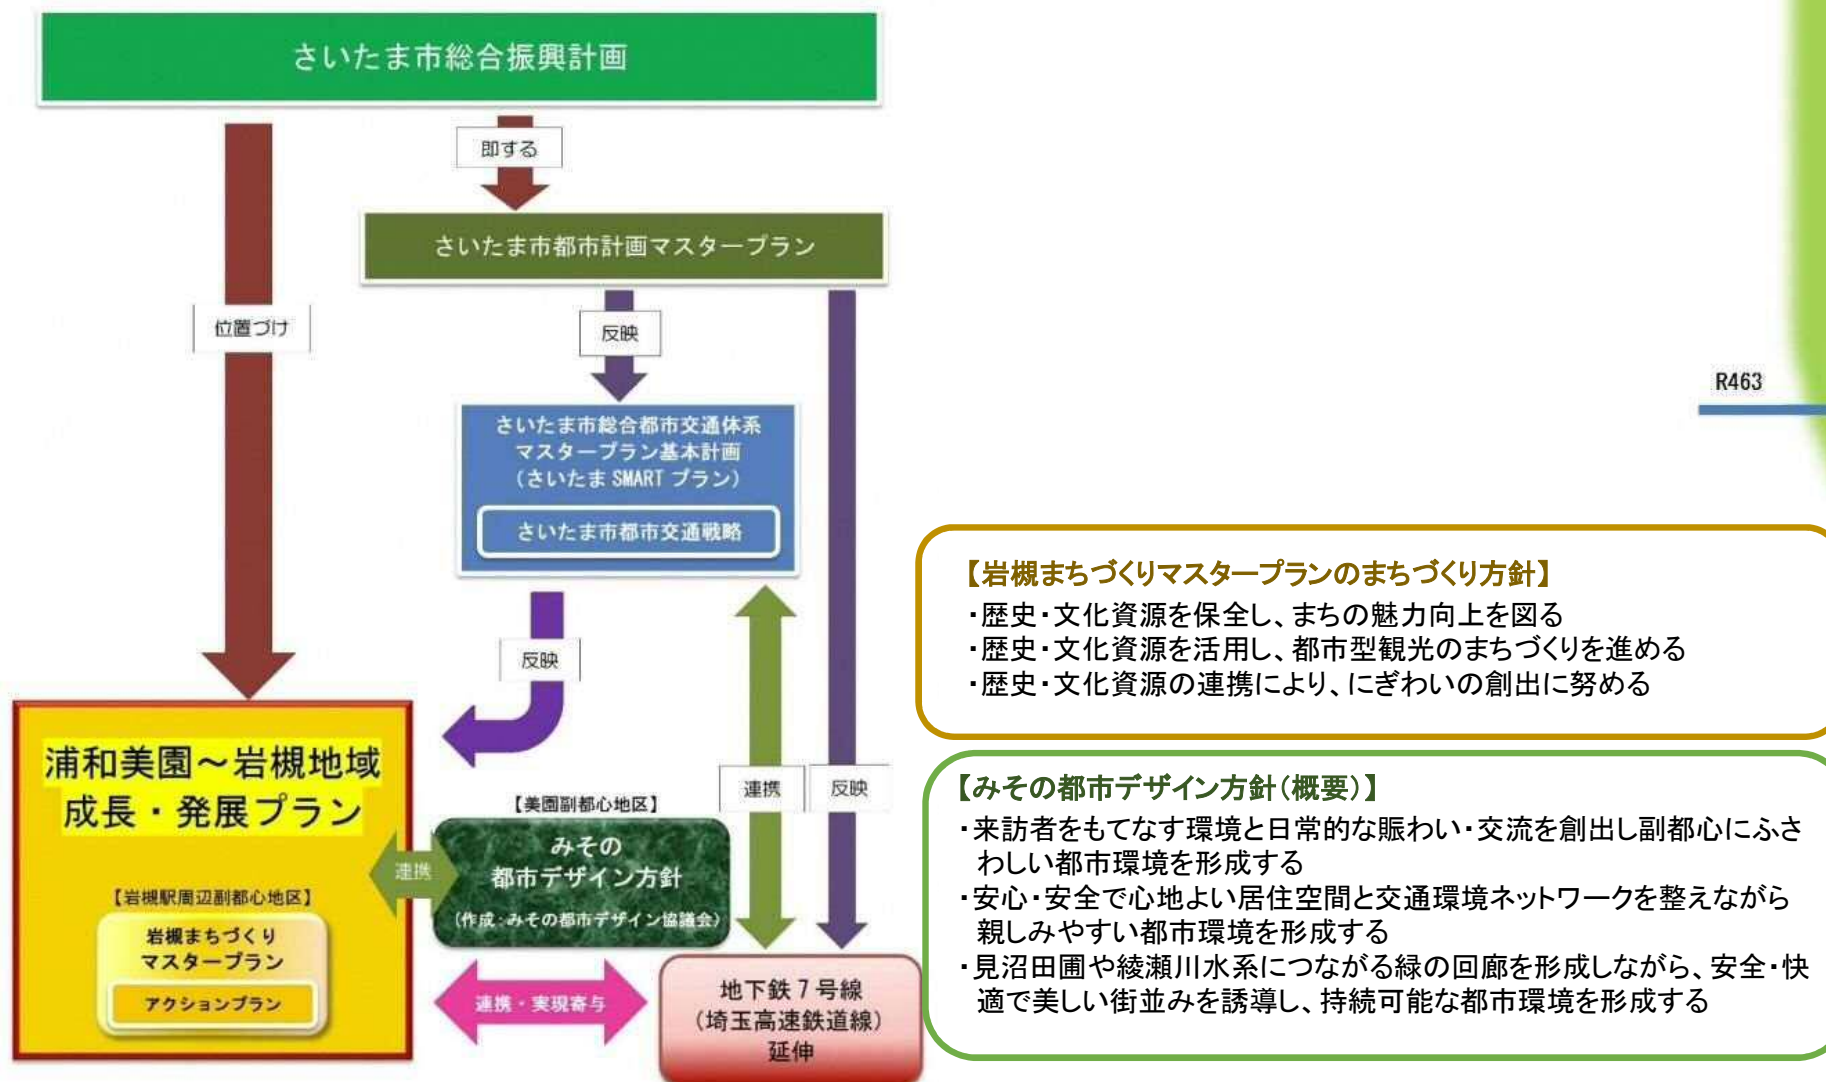 さいたま市総合振興計画
即する
さいたま市都市計画マスタープラン
位置づけ
反映
さいたま市総合都市交通体系
マスタープラン基本計画
（さいたま SMART プラン）
さいたま市都市交通戦略
反映
浦和美園～岩槻地域
成長・発展プラン
【岩槻駅周辺副都心地区】
岩槻まちづくり
マスタープラン
アクションプラン
連携
【美園副都心地区】
みその
都市デザイン方針
（作成：みその都市デザイン協議会）
連携
反映
連携・実現寄与
地下鉄７号線
（埼玉高速鉄道線）
延伸
R463
【岩槻まちづくりマスタープランのまちづくり方針】
・歴史・文化資源を保全し、まちの魅力向上を図る
・歴史・文化資源を活用し、都市型観光のまちづくりを進める
・歴史・文化資源の連携により、にぎわいの創出に努める
【みその都市デザイン方針（概要）】
・来訪者をもてなす環境と日常的な賑わい・交流を創出し副都心にふさ
わしい都市環境を形成する
・安心・安全で心地よい居住空間と交通環境ネットワークを整えながら
親しみやすい都市環境を形成する
・見沼田圃や綾瀬川水系につながる緑の回廊を形成しながら、安全・快
適で美しい街並みを誘導し、持続可能な都市環境を形成する